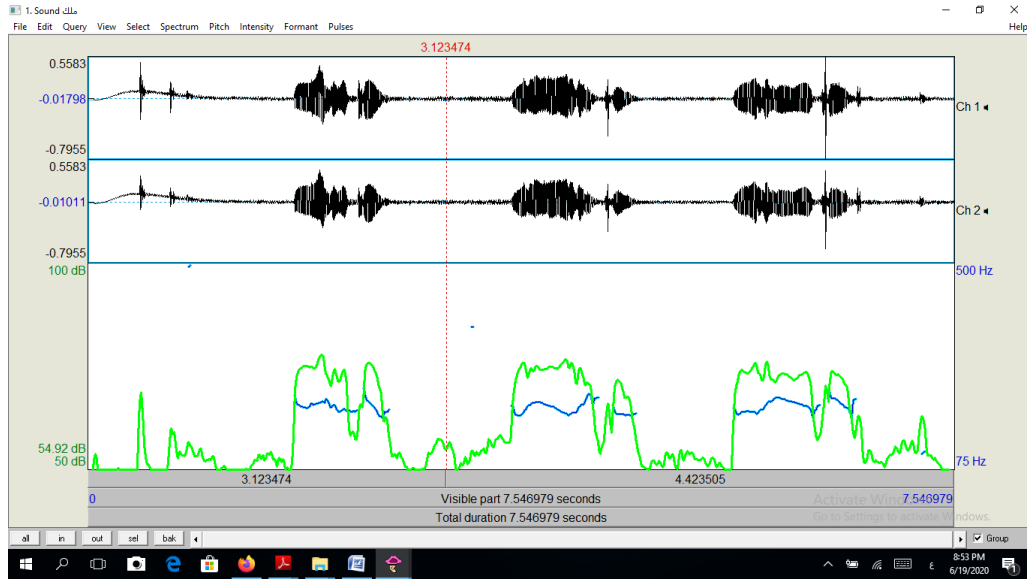 1. Sound ملك
File Edit Query View Select Spectrum Pitch Intensity Formant Pulses Help
3.123474
0.5583
-0.01798
Ch 1
-0.7955
0.5583
-0.01011
Ch 2
-0.7955
100 dB 500 Hz
54.92 dB
50 dB 75 Hz
3.123474 4.423505
0 Visible part 7.546979 seconds 7.546979
Total duration 7.546979 seconds
Activate Windows
Go to Settings to activate Windows.
all in out sel bak Group
8:53 PM
ع 6/19/2020